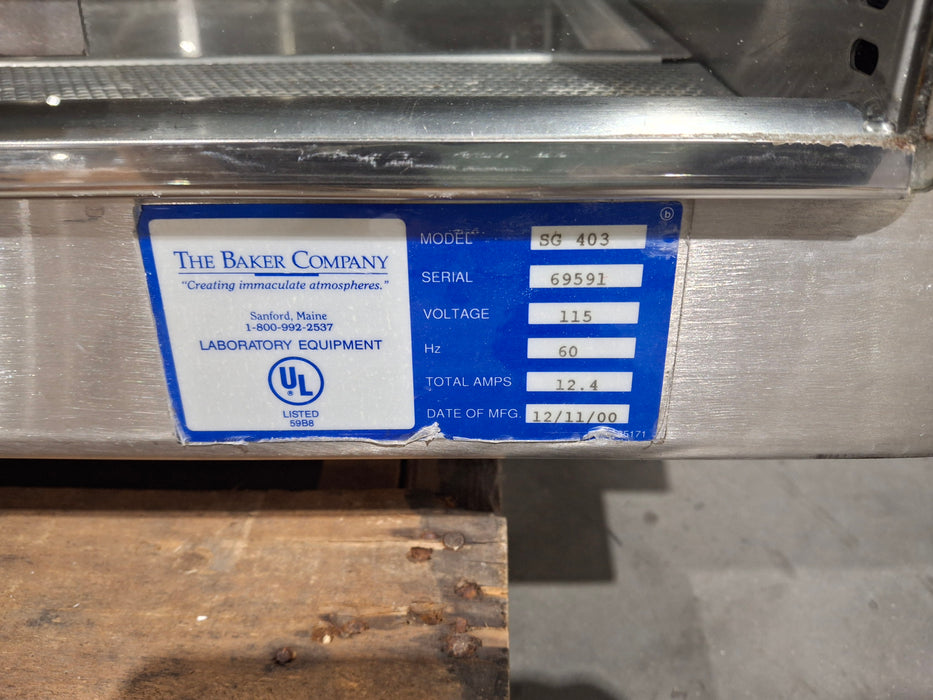 THE BAKER COMPANY
"Creating immaculate atmospheres."
Sanford, Maine
1-800-992-2537
LABORATORY EQUIPMENT
UL
®
LISTED
59B8
b
MODEL SG 403
SERIAL 69591
VOLTAGE 115
Hz 60
TOTAL AMPS 12.4
DATE OF MFG. 12/11/00